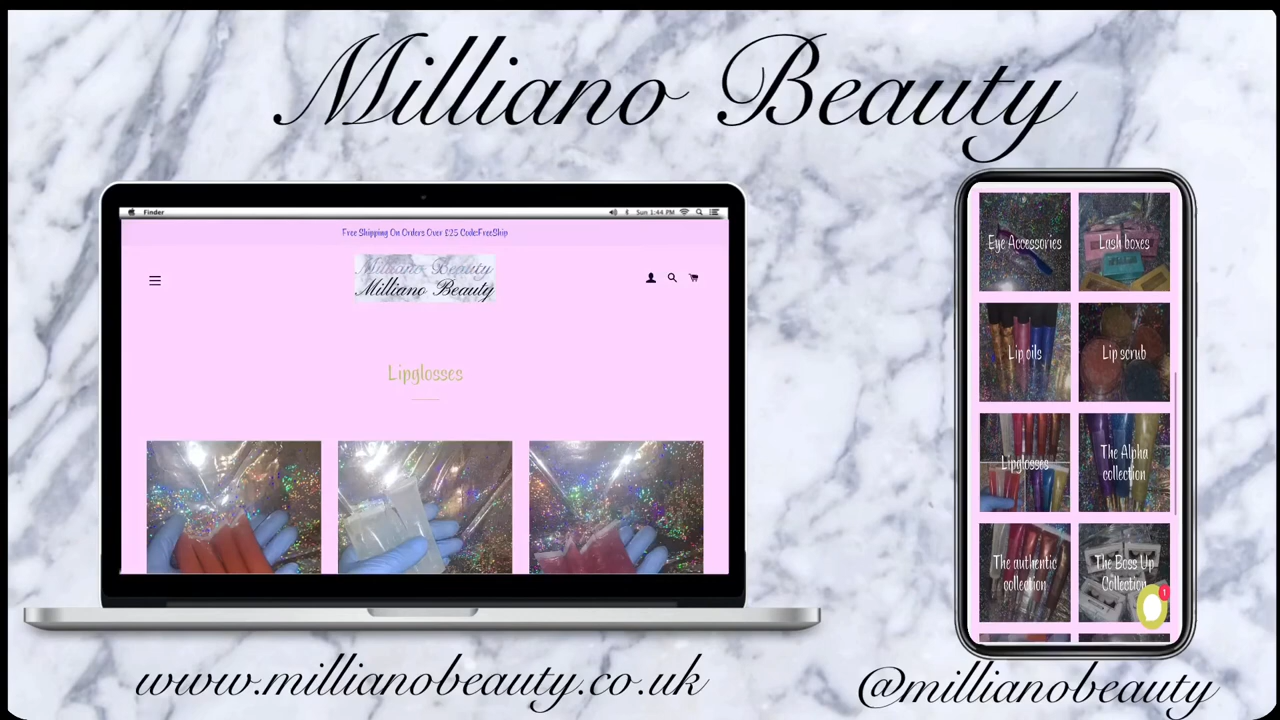 Milliano Beauty
Finder
Sun 1:44 PM
Free Shipping On Orders Over £25 Code:FreeShip
Milliano Beauty
Milliano Beauty
Lipglosses
Eye Accessories
Lash boxes
Lip oils
Lip scrub
Lipglosses
The Alpha
collection
The authentic
collection
The Boss Up
Collection
1
www.millianobeauty.co.uk
@millianobeauty